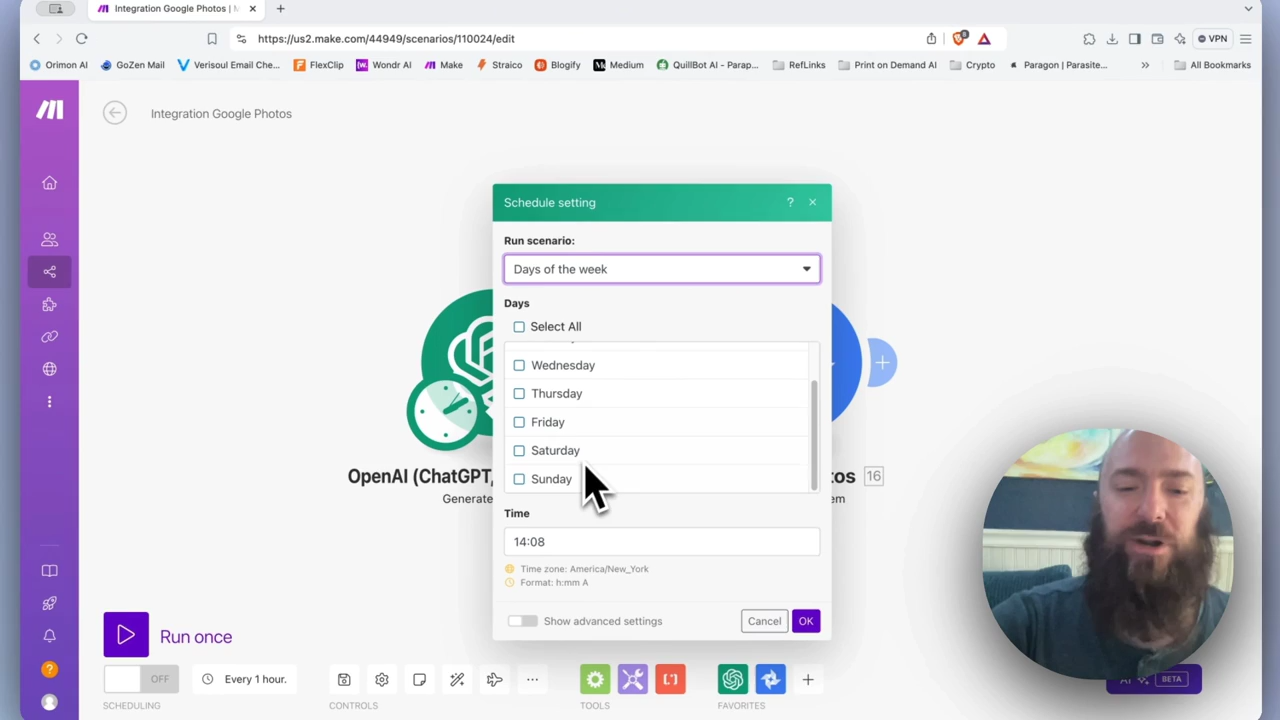 Integration Google Photos | M
https://us2.make.com/44949/scenarios/110024/edit
VPN
Orimon AI
GoZen Mail
Verisoul Email Che...
FlexClip
Wondr AI
Make
Straico
Blogify
Medium
QuillBot AI - Parap...
RefLinks
Print on Demand AI
Crypto
Paragon | Parasite...
All Bookmarks
Integration Google Photos
Schedule setting
Run scenario:
Days of the week
Days
Select All
Wednesday
Thursday
Friday
Saturday
Sunday
Time
14:08
Time zone: America/New_York
Format: h:mm A
Show advanced settings
Cancel
OK
OpenAI (ChatGPT,
Generate
16
Run once
OFF
Every 1 hour.
SCHEDULING
CONTROLS
TOOLS
FAVORITES
AI
BETA